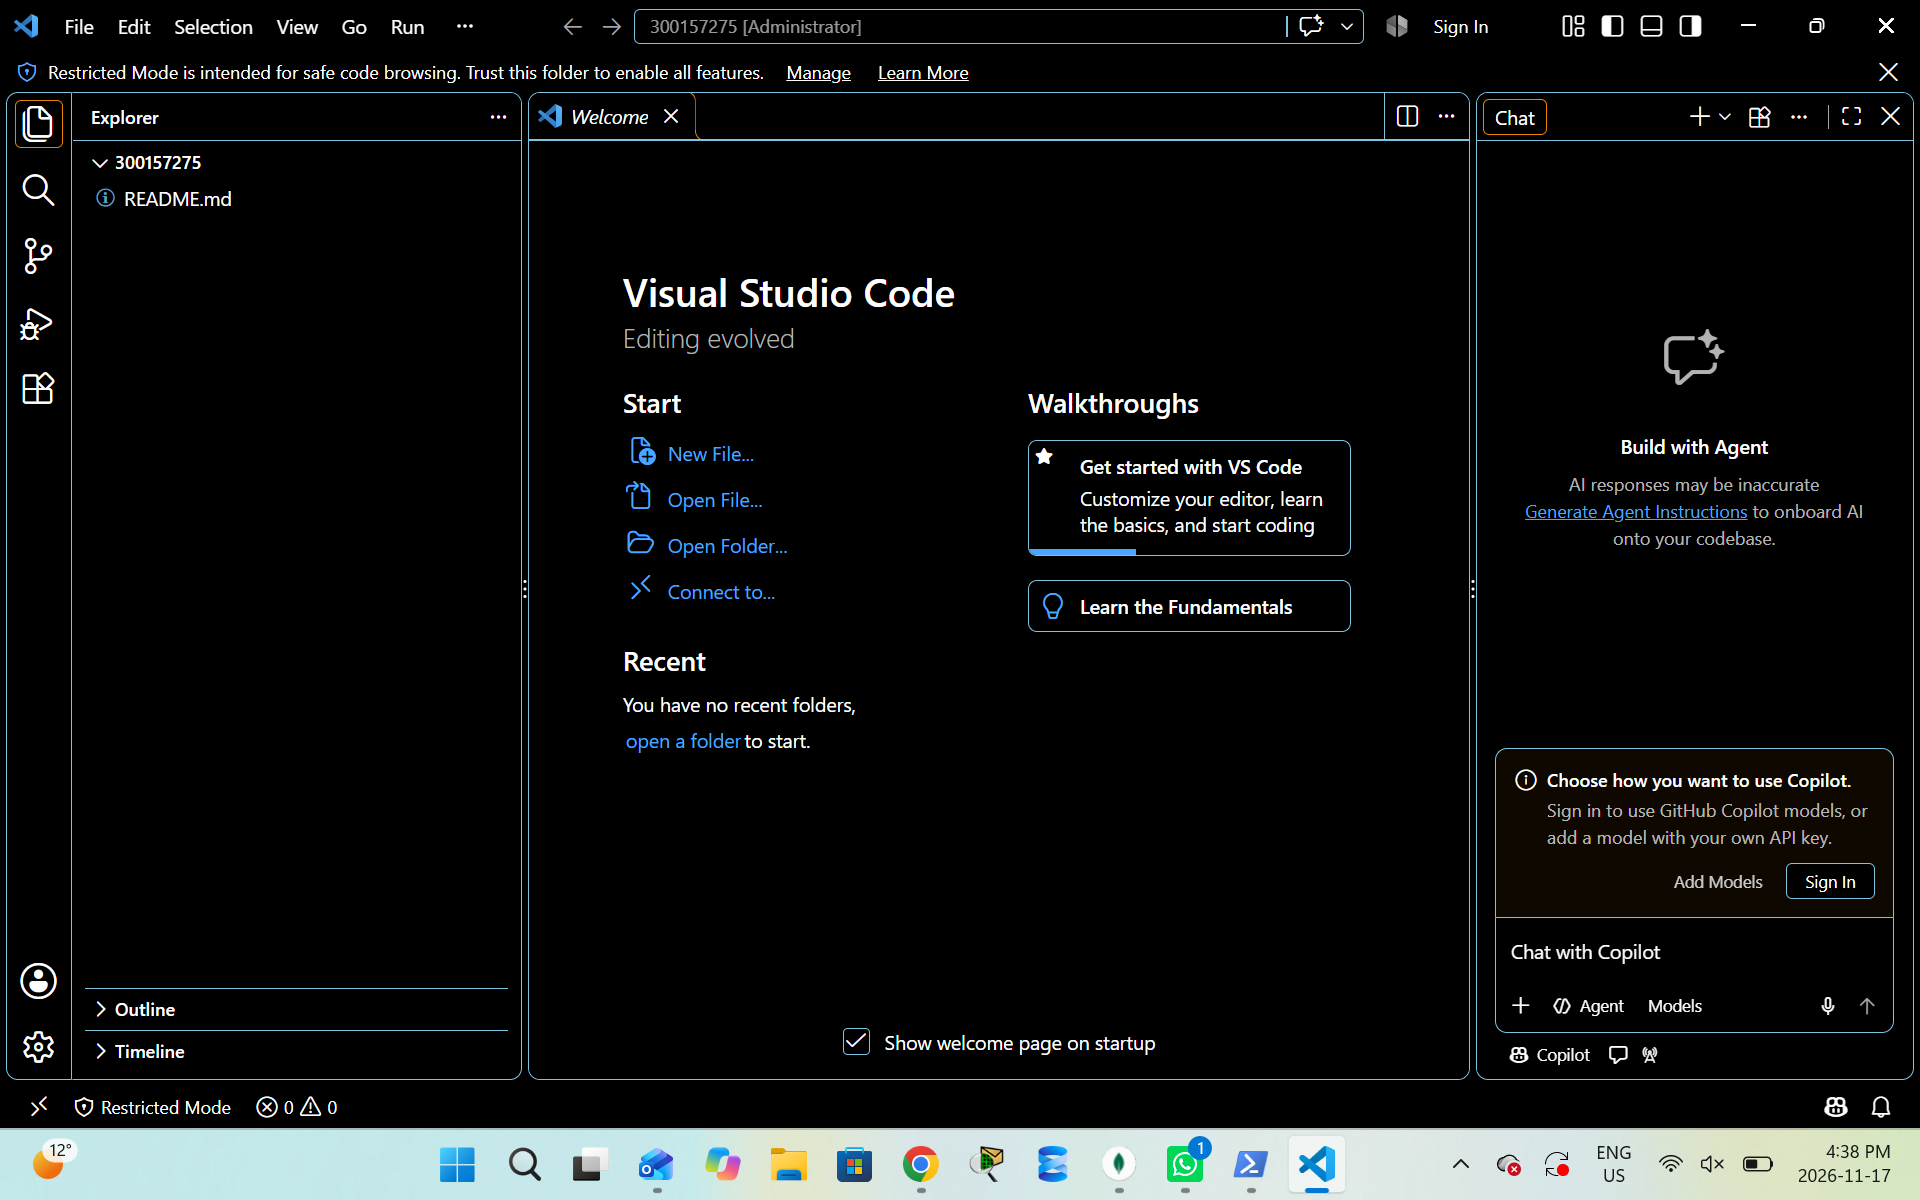 File Edit Selection View Go Run ···
300157275 [Administrator]
Sign In
Restricted Mode is intended for safe code browsing. Trust this folder to enable all features. Manage Learn More
Explorer
300157275
README.md
Outline
Timeline
Welcome
Visual Studio Code
Editing evolved
Start
New File...
Open File...
Open Folder...
Connect to...
Recent
You have no recent folders,
open a folder to start.
Walkthroughs
Get started with VS Code
Customize your editor, learn
the basics, and start coding
Learn the Fundamentals
Show welcome page on startup
Chat
Build with Agent
AI responses may be inaccurate
Generate Agent Instructions to onboard AI
onto your codebase.
Choose how you want to use Copilot.
Sign in to use GitHub Copilot models, or
add a model with your own API key.
Add Models Sign In
Chat with Copilot
Agent Models
Copilot
Restricted Mode 0 0
12°
1
ENG
US
4:38 PM
2026-11-17